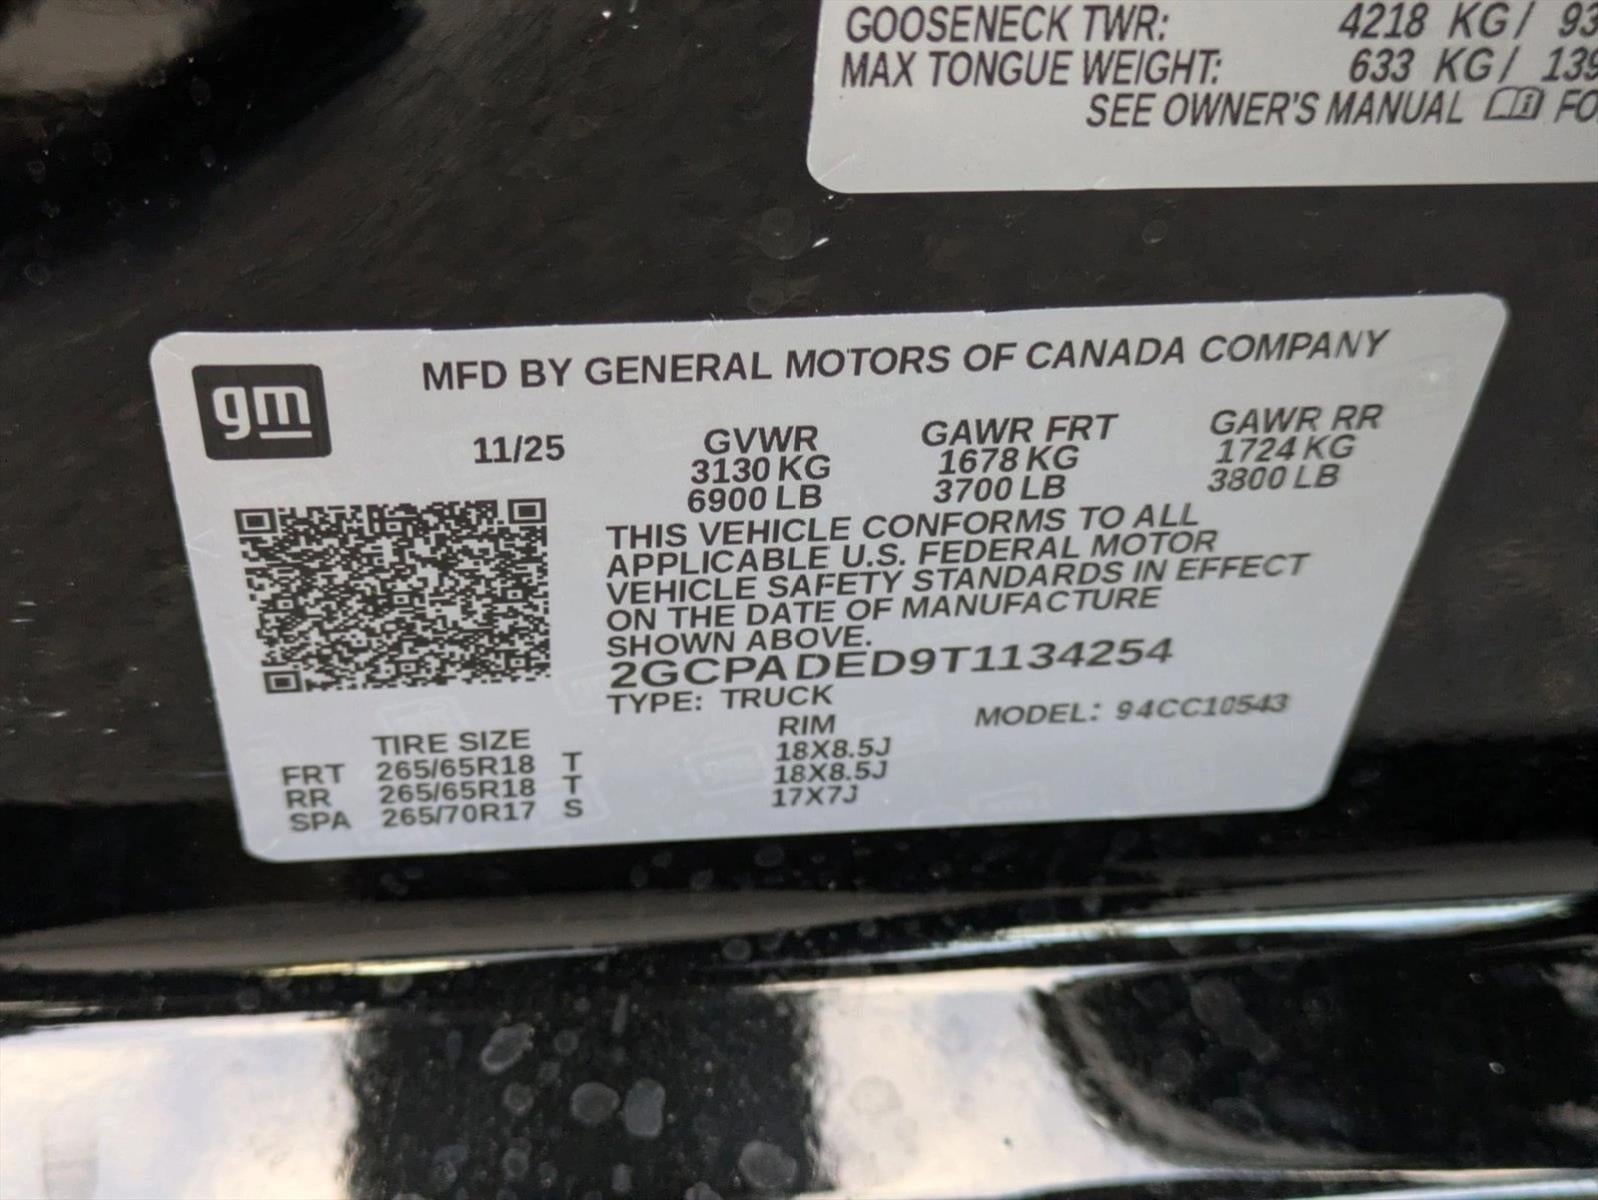 GOOSENECK TWR: 4218 KG/ 93
MAX TONGUE WEIGHT: 633 KG/ 139
SEE OWNER'S MANUAL FO
gm
MFD BY GENERAL MOTORS OF CANADA COMPANY
11/25 GVWR GAWR FRT GAWR RR
3130 KG 1678 KG 1724 KG
6900 LB 3700 LB 3800 LB
THIS VEHICLE CONFORMS TO ALL
APPLICABLE U.S. FEDERAL MOTOR
VEHICLE SAFETY STANDARDS IN EFFECT
ON THE DATE OF MANUFACTURE
SHOWN ABOVE.
2GCPADED9T1134254
TYPE: TRUCK MODEL: 94CC10543
TIRE SIZE RIM
FRT 265/65R18 T 18X8.5J
RR 265/65R18 T 18X8.5J
SPA 265/70R17 S 17X7J